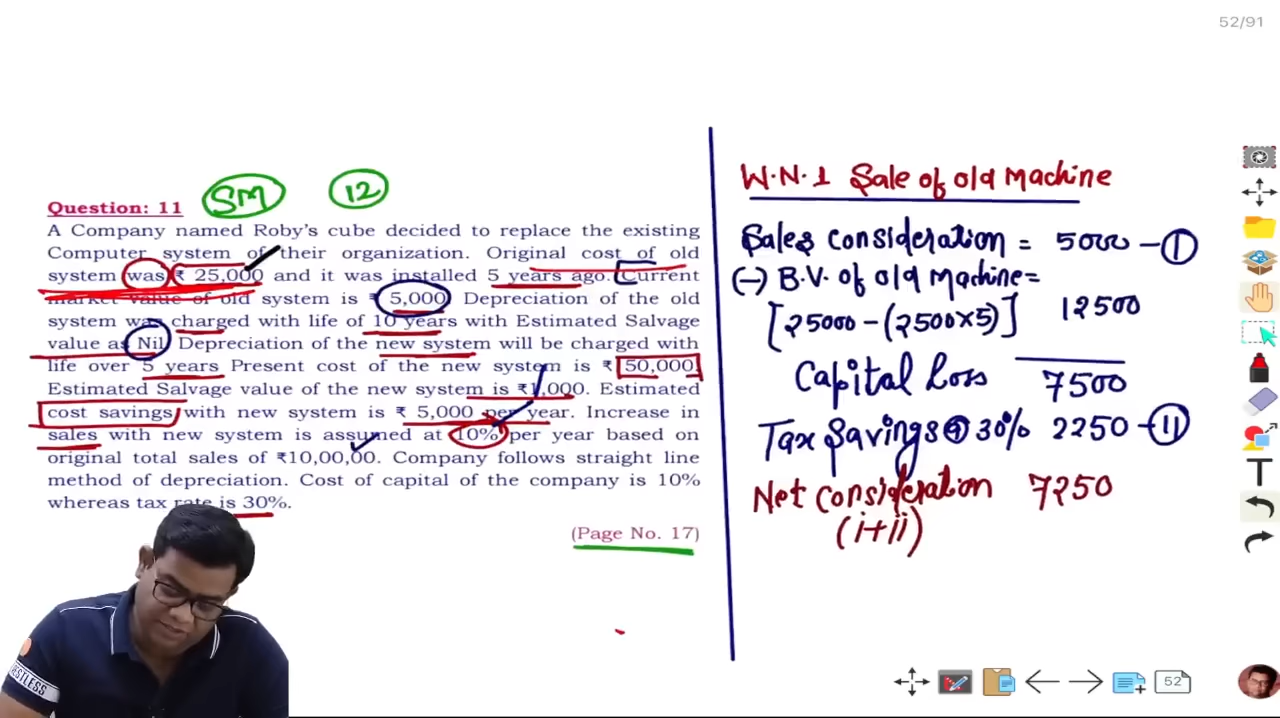 52/91
SM
12
Question: 11
A Company named Roby's cube decided to replace the existing
Computer system of their organization. Original cost of old
system was ₹ 25,000 and it was installed 5 years ago. Current
market value of old system is ₹ 5,000 Depreciation of the old
system was charged with life of 10 years with Estimated Salvage
value as Nil. Depreciation of the new system will be charged with
life over 5 years Present cost of the new system is ₹ 50,000.
Estimated Salvage value of the new system is ₹1,000. Estimated
cost savings with new system is ₹ 5,000 per year. Increase in
sales with new system is assumed at 10% per year based on
original total sales of ₹10,00,00. Company follows straight line
method of depreciation. Cost of capital of the company is 10%
whereas tax rate is 30%.
(Page No. 17)
W.N.1 Sale of old Machine
Sales consideration = 5000 - I
(-) B.V. of old Machine =
[25000 - (2500×5)] 12500
Capital Loss 7500
Tax Savings @ 30% 2250 - II
Net consideration 7250
(i+ii)
RESTLESS
T
52